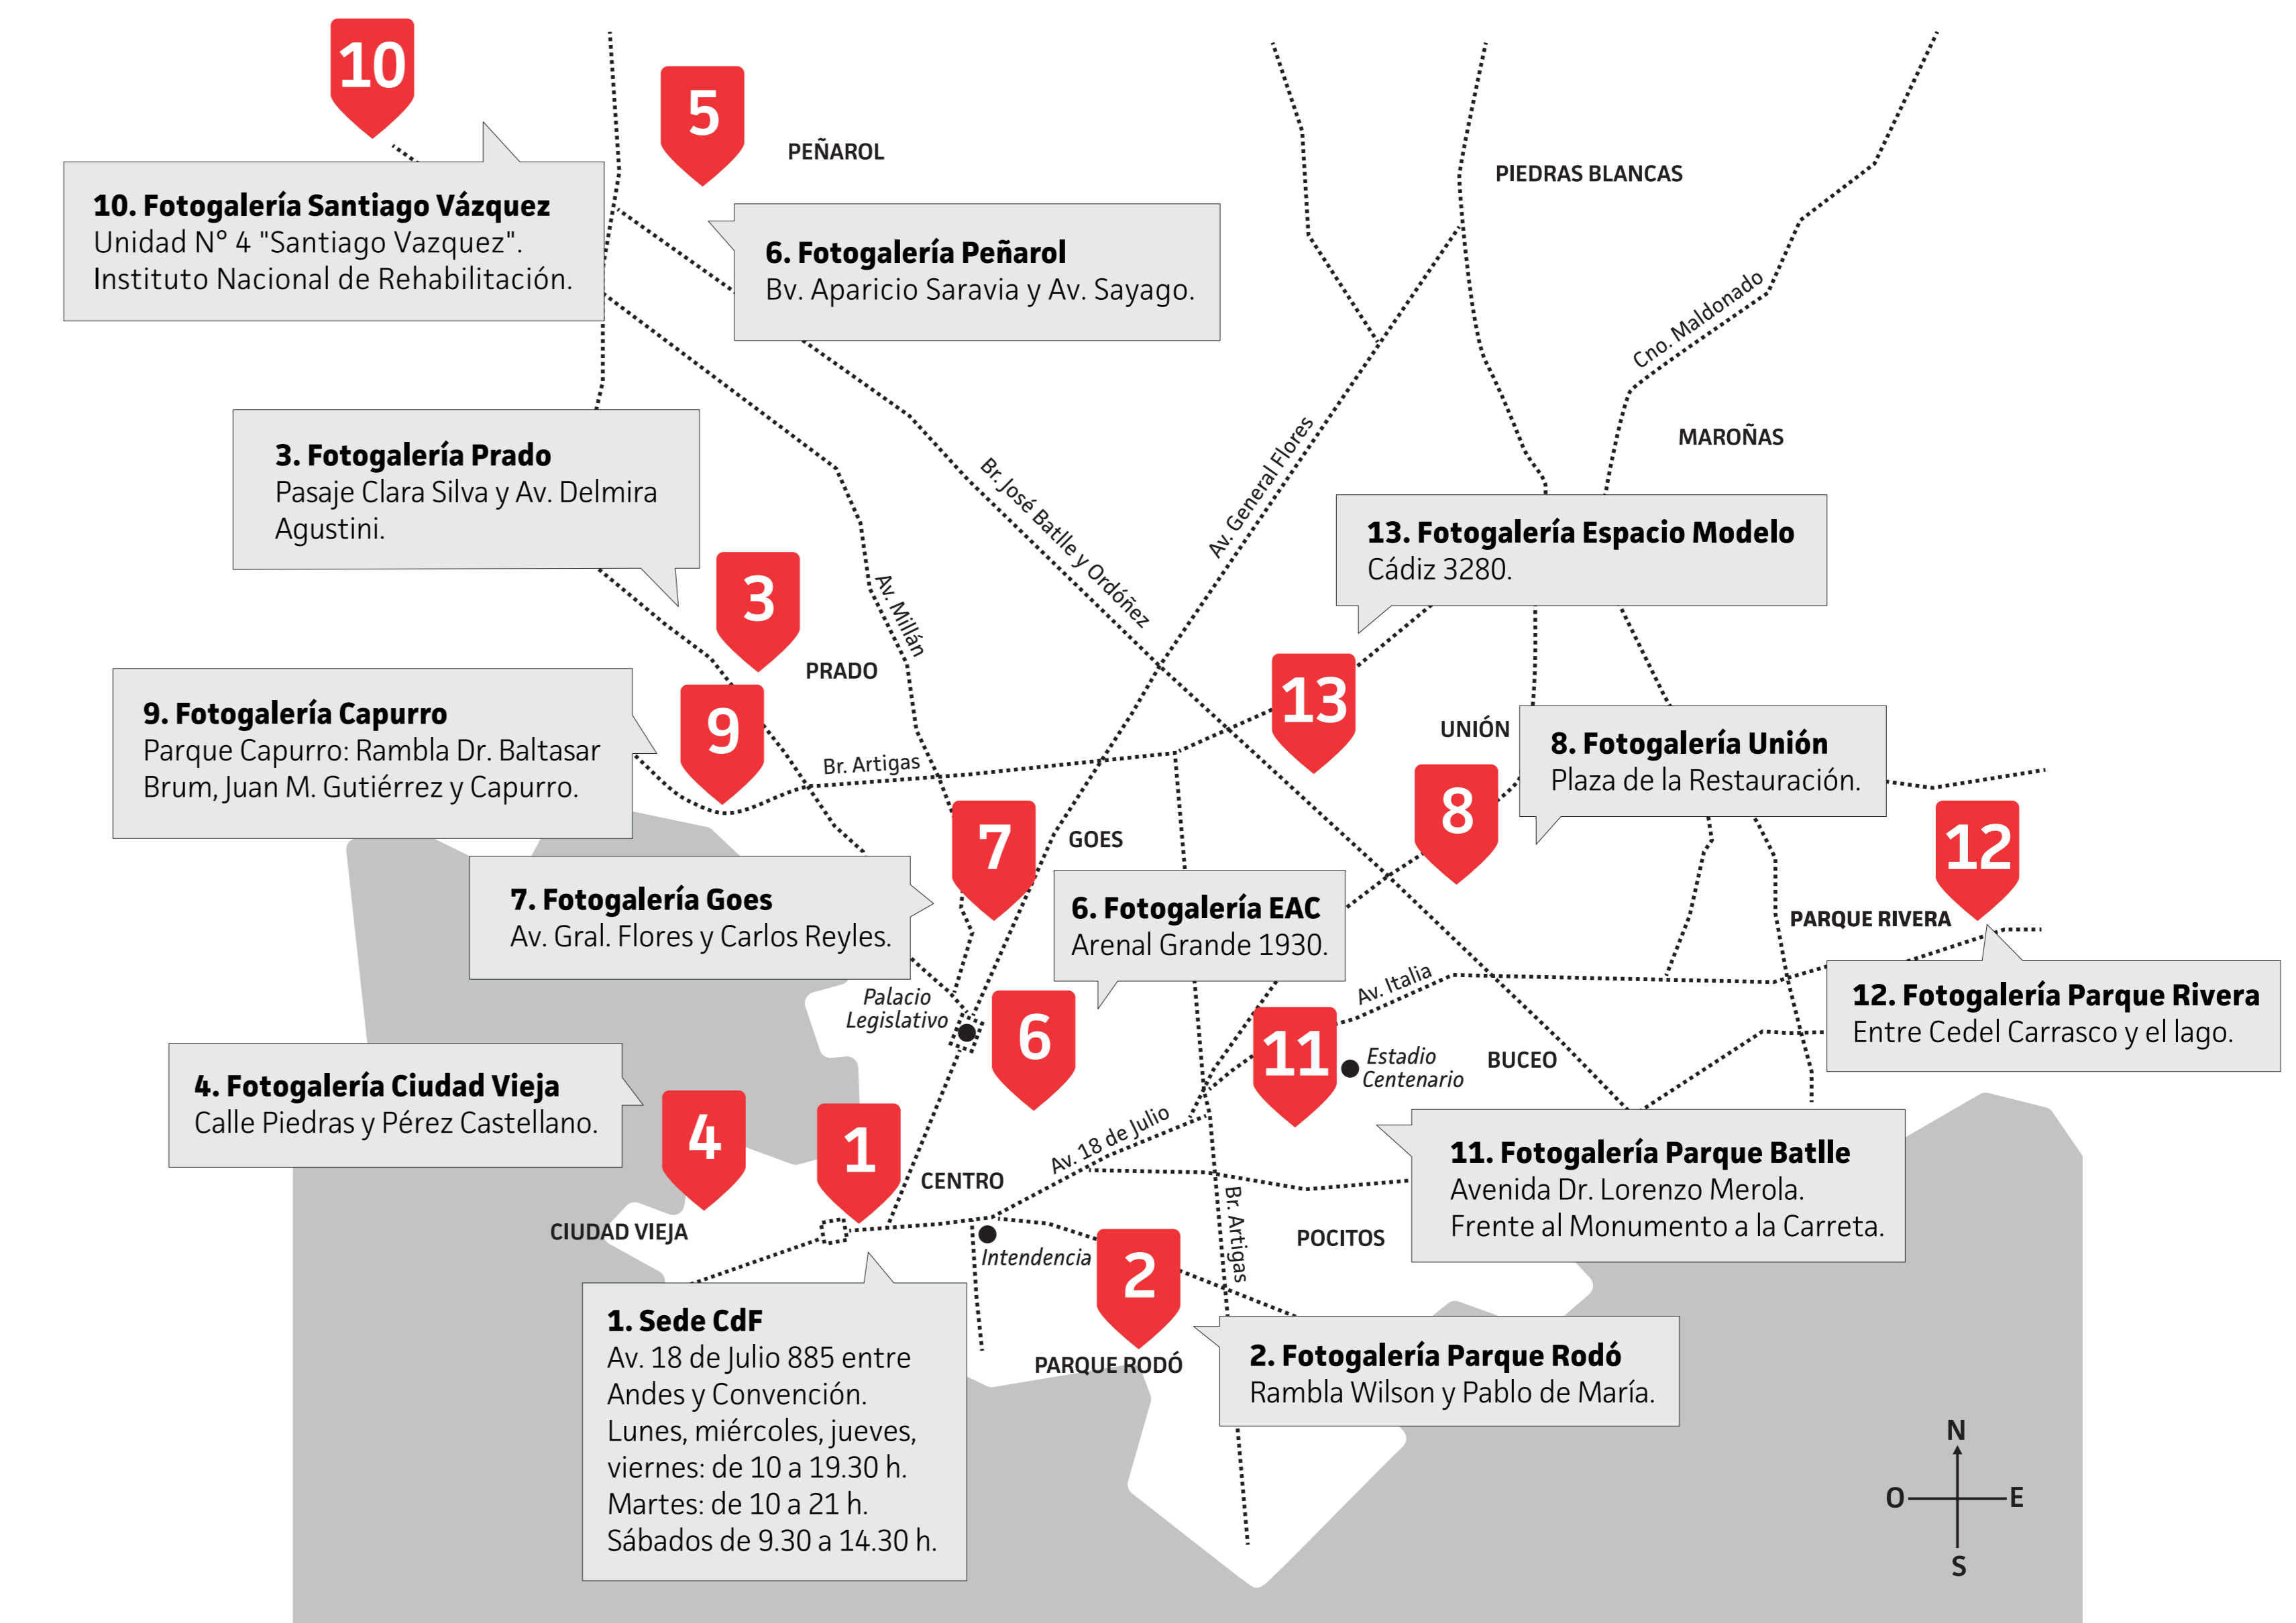 10
5
PEÑAROL
PIEDRAS BLANCAS
10. Fotogalería Santiago Vázquez
Unidad N° 4 "Santiago Vazquez".
Instituto Nacional de Rehabilitación.
6. Fotogalería Peñarol
Bv. Aparicio Saravia y Av. Sayago.
Cno. Maldonado
MAROÑAS
3. Fotogalería Prado
Pasaje Clara Silva y Av. Delmira
Agustini.
Br. José Batlle y Ordóñez
Av. General Flores
13. Fotogalería Espacio Modelo
Cádiz 3280.
3
Av. Millán
PRADO
13
9. Fotogalería Capurro
Parque Capurro: Rambla Dr. Baltasar
Brum, Juan M. Gutiérrez y Capurro.
9
Br. Artigas
UNIÓN
8. Fotogalería Unión
Plaza de la Restauración.
8
7
GOES
12
7. Fotogalería Goes
Av. Gral. Flores y Carlos Reyles.
6. Fotogalería EAC
Arenal Grande 1930.
PARQUE RIVERA
Palacio
Legislativo
6
Av. Italia
12. Fotogalería Parque Rivera
Entre Cedel Carrasco y el lago.
11
Estadio
Centenario
BUCEO
4. Fotogalería Ciudad Vieja
Calle Piedras y Pérez Castellano.
4
1
Av. 18 de Julio
CENTRO
11. Fotogalería Parque Batlle
Avenida Dr. Lorenzo Merola.
Frente al Monumento a la Carreta.
CIUDAD VIEJA
Intendencia
2
Br. Artigas
POCITOS
1. Sede CdF
Av. 18 de Julio 885 entre
Andes y Convención.
Lunes, miércoles, jueves,
viernes: de 10 a 19.30 h.
Martes: de 10 a 21 h.
Sábados de 9.30 a 14.30 h.
PARQUE RODÓ
2. Fotogalería Parque Rodó
Rambla Wilson y Pablo de María.
N
O
E
S